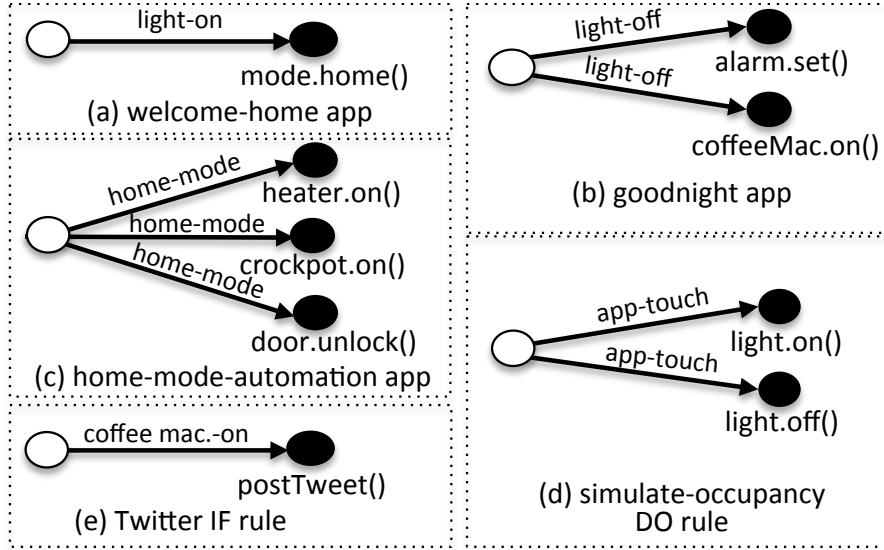 light-on
mode.home()
(a) welcome-home app
light-off
light-off
alarm.set()
coffeeMac.on()
(b) goodnight app
home-mode
heater.on()
home-mode
crockpot.on()
home-mode
door.unlock()
(c) home-mode-automation app
app-touch
light.on()
app-touch
light.off()
(d) simulate-occupancy
DO rule
coffee mac.-on
postTweet()
(e) Twitter IF rule